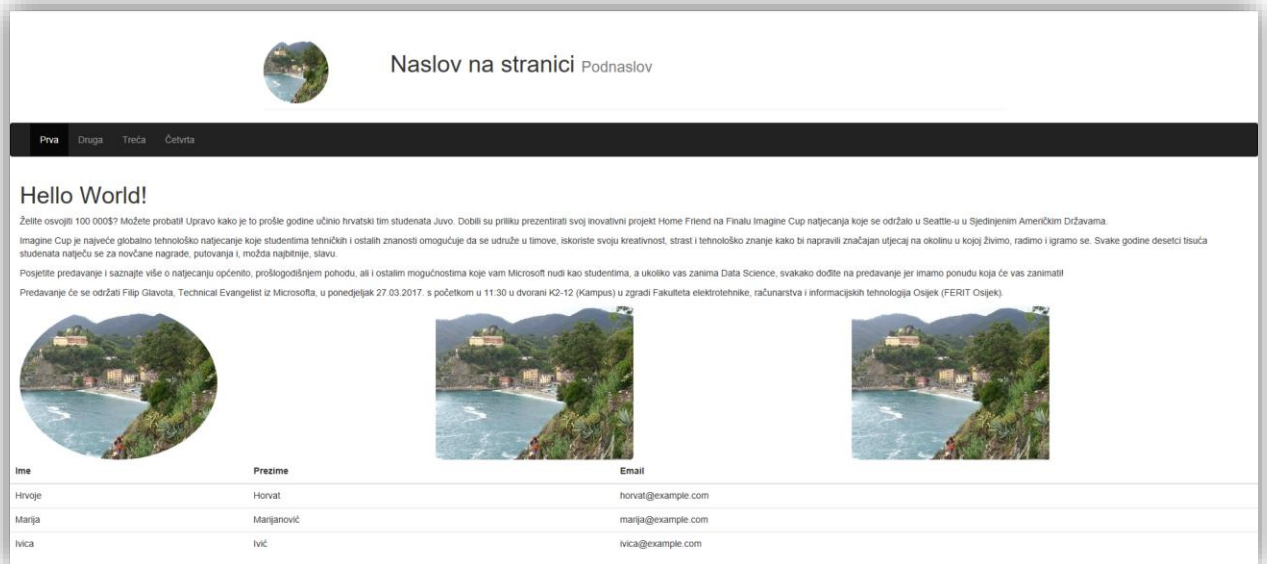 Naslov na stranici Podnaslov
Prva Druga Treća Četvrta
Hello World!
Želite osvojiti 100 000$? Možete probati! Upravo kako je to prošle godine učinio hrvatski tim studenata Juvo. Dobili su priliku prezentirati svoj inovativni projekt Home Friend na Finalu Imagine Cup natjecanja koje se održalo u Seattle-u u Sjedinjenim Američkim Državama.
Imagine Cup je najveće globalno tehnološko natjecanje koje studentima tehničkih i ostalih znanosti omogućuje da se udruže u timove, iskoriste svoju kreativnost, strast i tehnološko znanje kako bi napravili značajan utjecaj na okolinu u kojoj živimo, radimo i igramo se. Svake godine desetci tisuća
studenata natječu se za novčane nagrade, putovanja i, možda najbitnije, slavu.
Posjetite predavanje i saznajte više o natjecanju općenito, prošlogodišnjem pohodu, ali i ostalim mogućnostima koje vam Microsoft nudi kao studentima, a ukoliko vas zanima Data Science, svakako dođite na predavanje jer imamo ponudu koja će vas zanimati!
Predavanje će se održati Filip Glavota, Technical Evangelist iz Microsofta, u ponedjeljak 27.03.2017. s početkom u 11:30 u dvorani K2-12 (Kampus) u zgradi Fakulteta elektrotehnike, računarstva i informacijskih tehnologija Osijek (FERIT Osijek).
Ime Prezime Email
Hrvoje Horvat horvat@example.com
Marija Marijanović marija@example.com
Ivica Ivić ivica@example.com